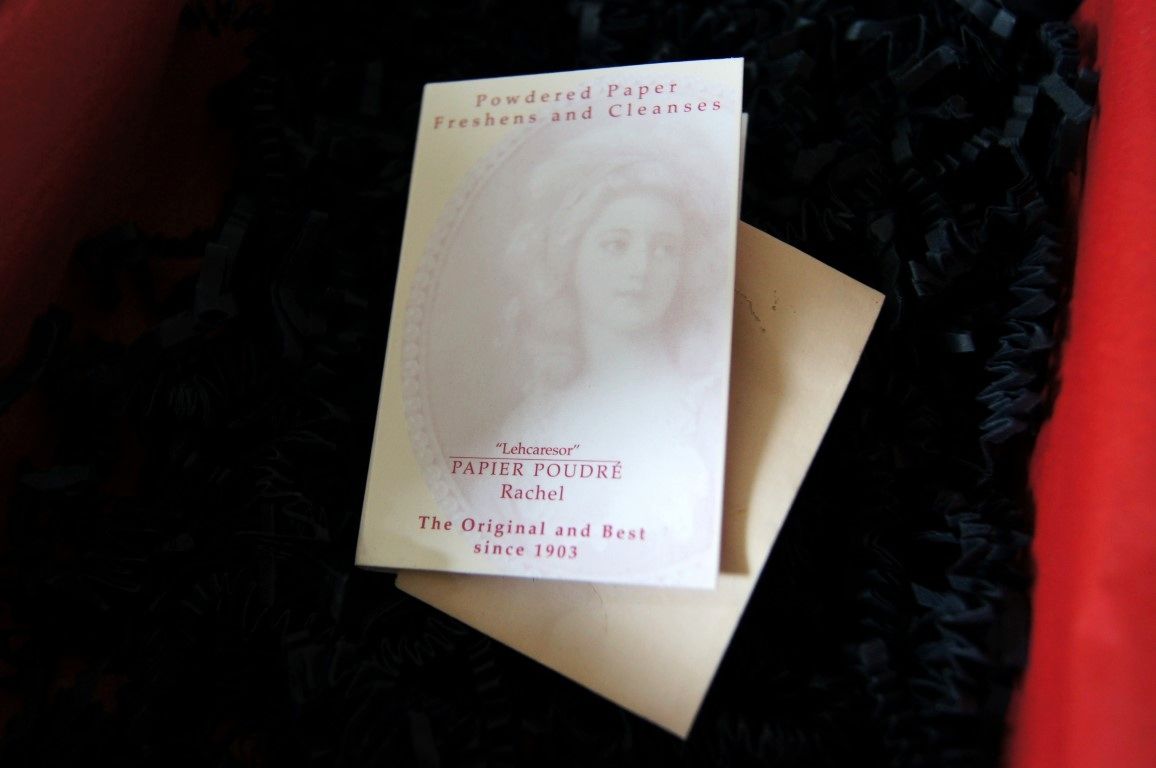 Powdered Paper
Freshens and Cleanses
“Lehcaresor”
PAPIER POUDRÉ
Rachel
The Original and Best
since 1903